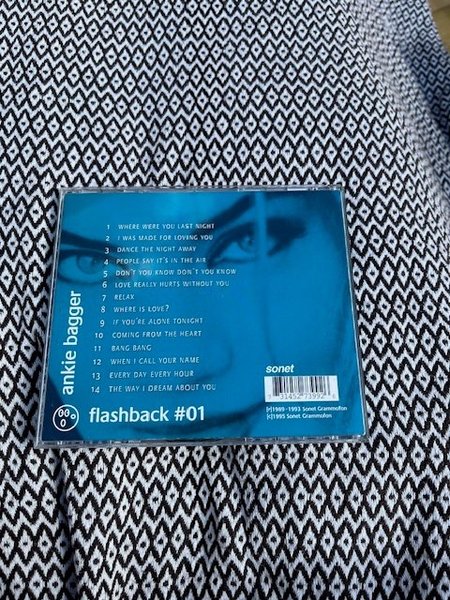 1 WHERE WERE YOU LAST NIGHT
2 I WAS MADE FOR LOVING YOU
3 DANCE THE NIGHT AWAY
4 PEOPLE SAY IT'S IN THE AIR
5 DON'T YOU KNOW DON'T YOU KNOW
6 LOVE REALLY HURTS WITHOUT YOU
7 RELAX
8 WHERE IS LOVE?
9 IF YOU'RE ALONE TONIGHT
10 COMING FROM THE HEART
11 BANG BANG
12 WHEN I CALL YOUR NAME
13 EVERY DAY EVERY HOUR
14 THE WAY I DREAM ABOUT YOU
ankie bagger
flashback #01
sonet
7 31452 73992
(P)1989-1993 Sonet Grammofon
(C)1995 Sonet Grammofon